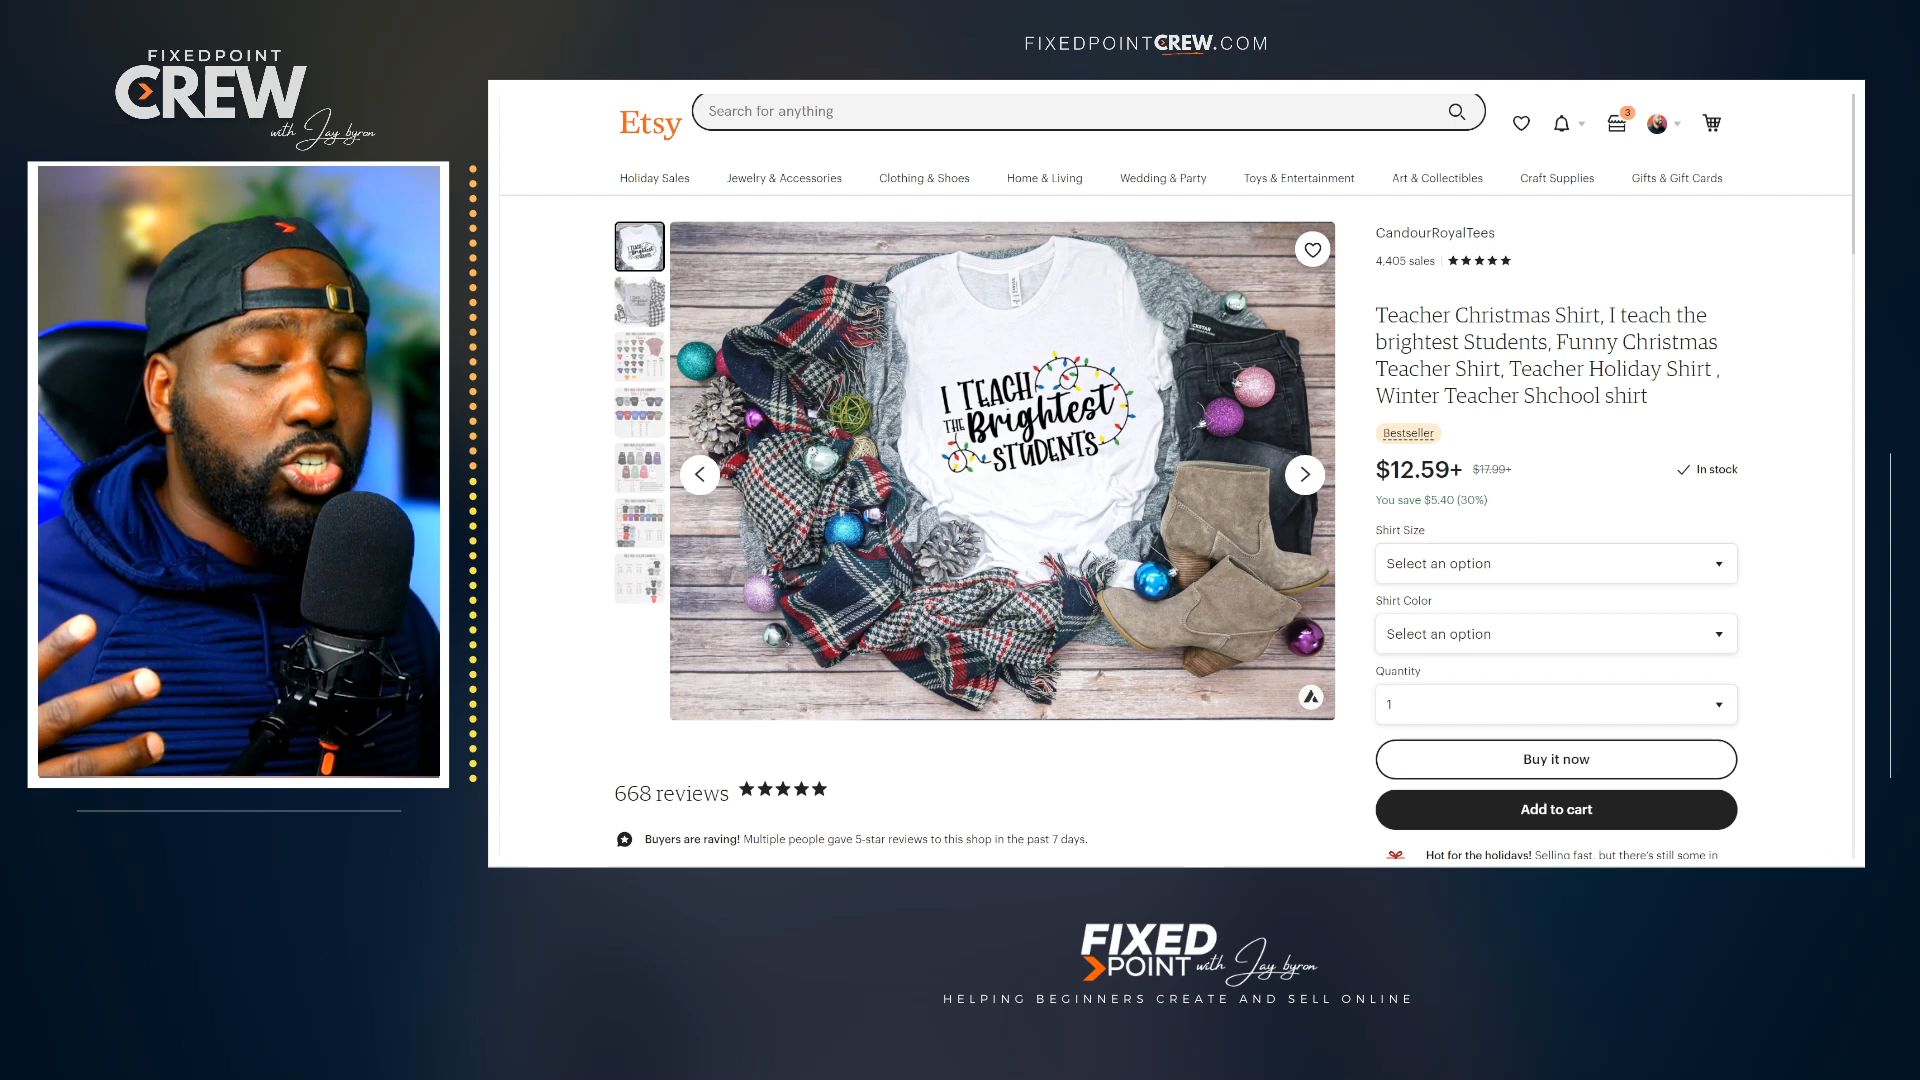 FIXEDPOINT
CREW
with Jay byron
FIXEDPOINTCREW.COM
Etsy
Search for anything
3
Holiday Sales
Jewelry & Accessories
Clothing & Shoes
Home & Living
Wedding & Party
Toys & Entertainment
Art & Collectibles
Craft Supplies
Gifts & Gift Cards
I TEACH
THE Brightest
STUDENTS
CandourRoyalTees
4,405 sales
Teacher Christmas Shirt, I teach the
brightest Students, Funny Christmas
Teacher Shirt, Teacher Holiday Shirt ,
Winter Teacher Shchool shirt
Bestseller
$12.59+ $17.99+
In stock
You save $5.40 (30%)
Shirt Size
Select an option
Shirt Color
Select an option
Quantity
1
Buy it now
Add to cart
Hot for the holidays! Selling fast, but there's still some in
668 reviews
Buyers are raving! Multiple people gave 5-star reviews to this shop in the past 7 days.
FIXED
POINT with Jay byron
HELPING BEGINNERS CREATE AND SELL ONLINE